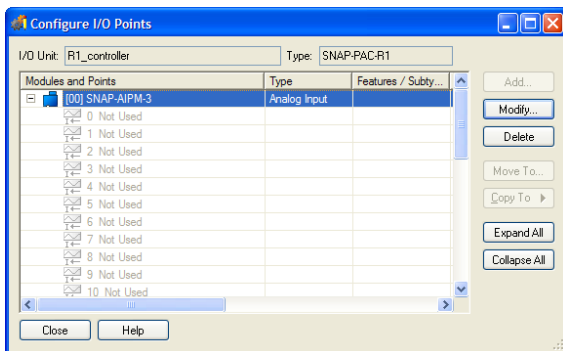 Configure I/O Points
I/O Unit: R1_controller Type: SNAP-PAC-R1
Modules and Points Type Features / Subty...
[00] SNAP-AIPM-3 Analog Input
0 Not Used
1 Not Used
2 Not Used
3 Not Used
4 Not Used
5 Not Used
6 Not Used
7 Not Used
8 Not Used
9 Not Used
10 Not Used
Add...
Modify...
Delete
Move To...
Copy To
Expand All
Collapse All
Close Help